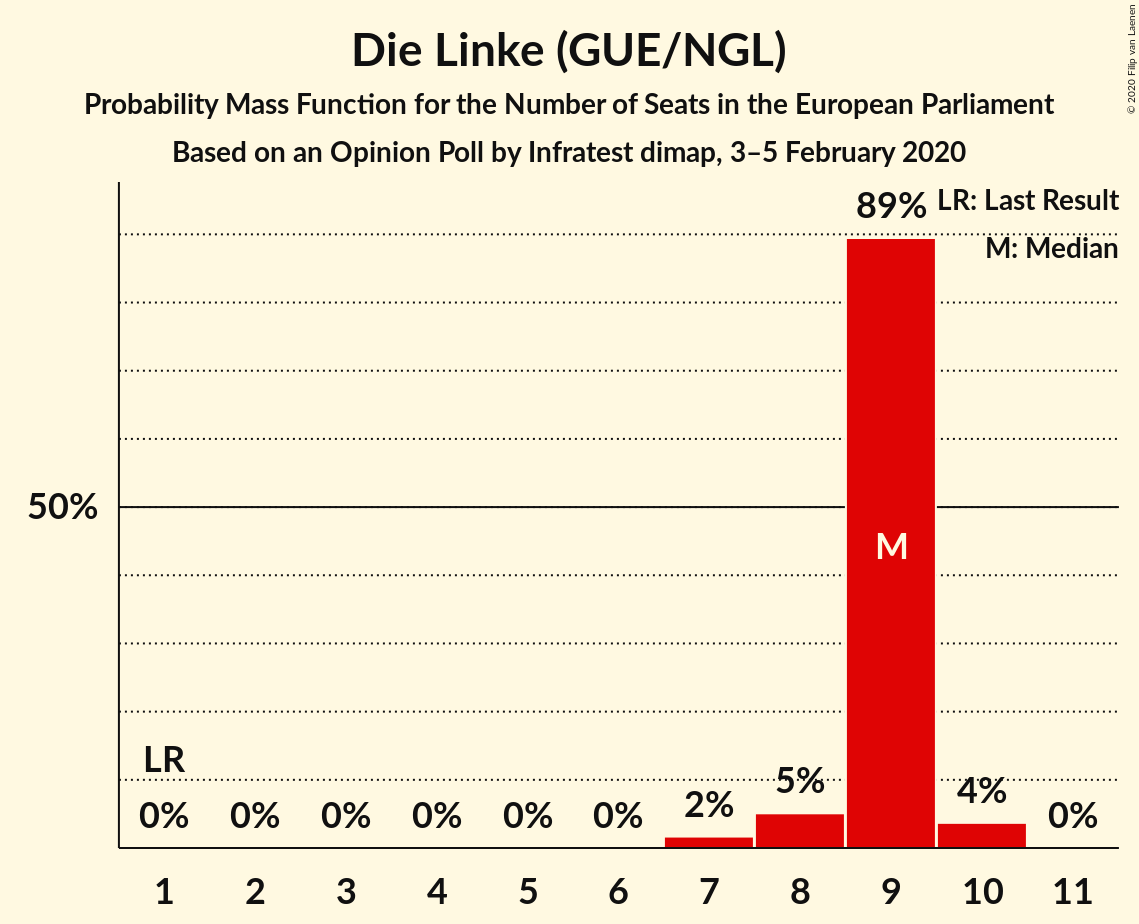 Die Linke (GUE/NGL)
Probability Mass Function for the Number of Seats in the European Parliament
Based on an Opinion Poll by Infratest dimap, 3–5 February 2020
© 2020 Filip van Laenen
LR: Last Result
M: Median
89%
50%
M
LR
0% 0% 0% 0% 0% 0% 2% 5% 4% 0%
1 2 3 4 5 6 7 8 9 10 11